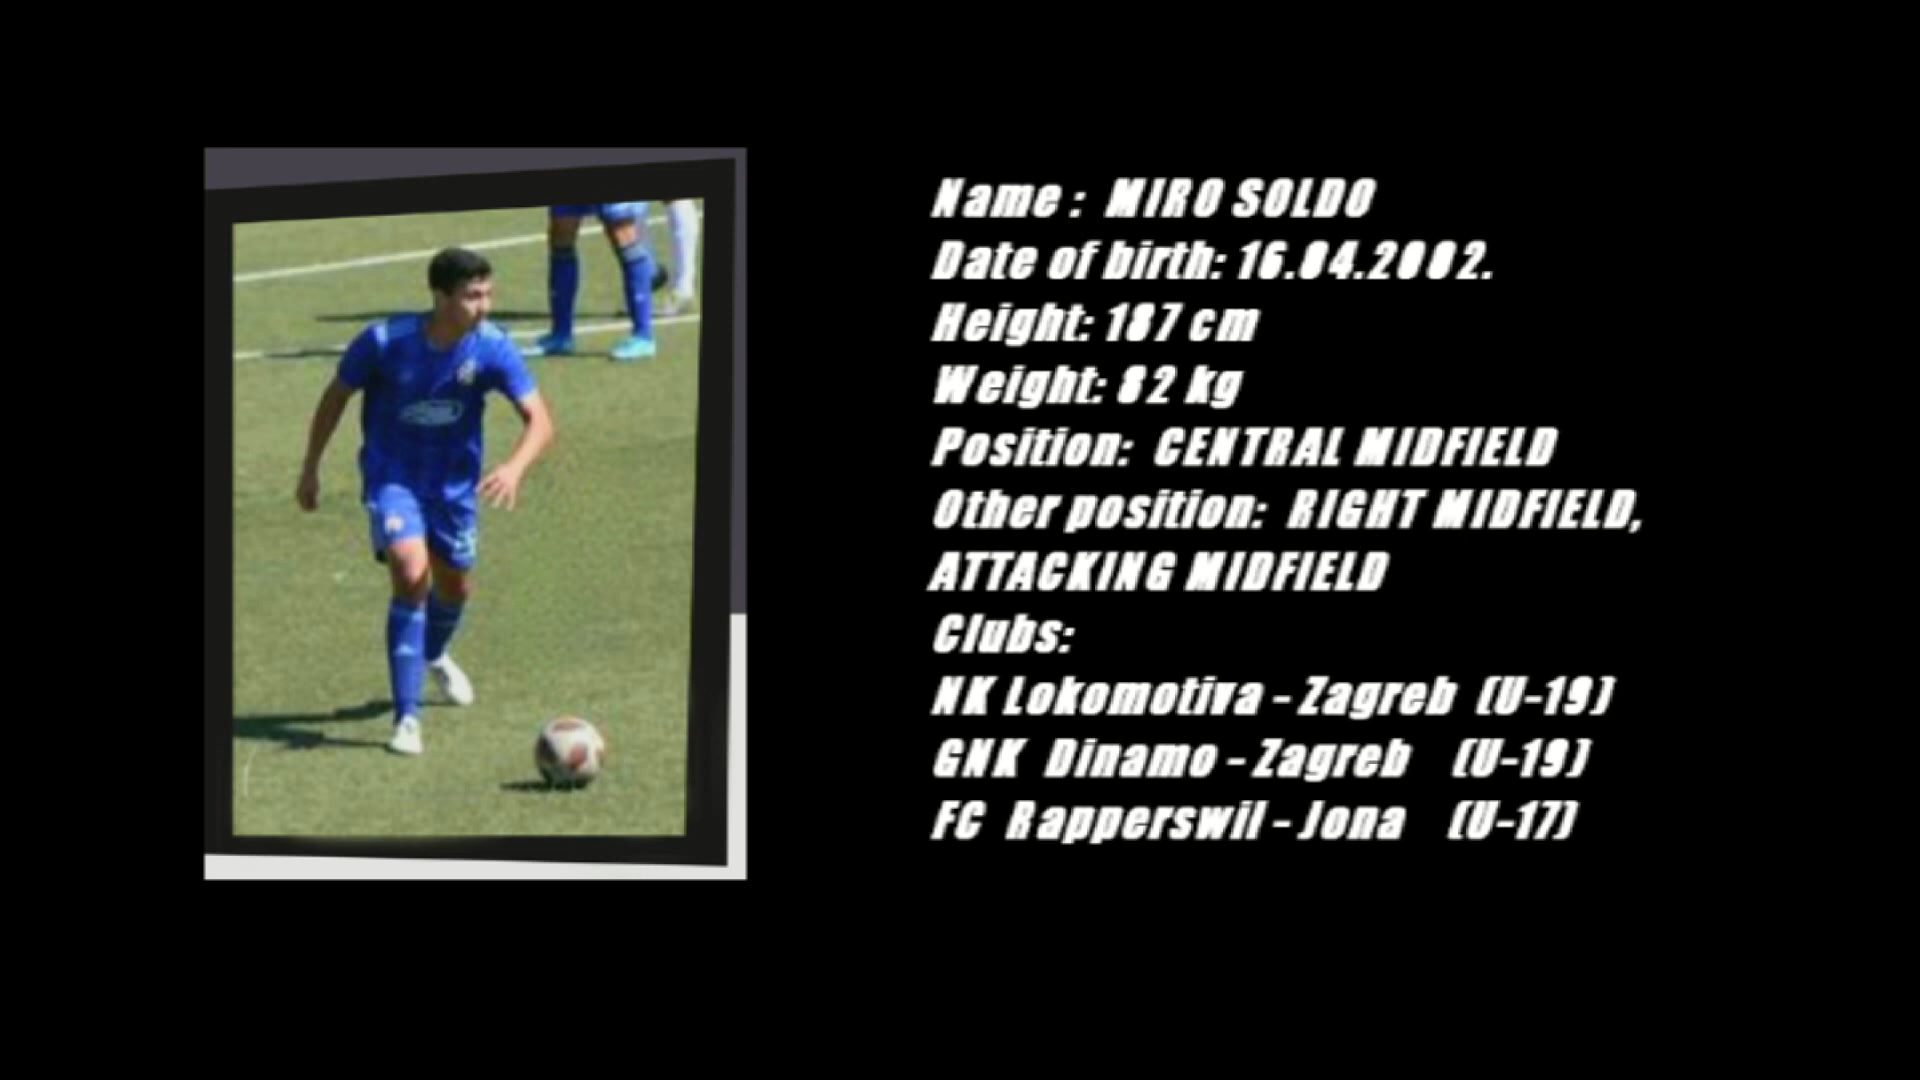 Name : MIRO SOLDO
Date of birth: 16.04.2002.
Height: 187 cm
Weight: 82 kg
Position: CENTRAL MIDFIELD
Other position: RIGHT MIDFIELD,
ATTACKING MIDFIELD
Clubs:
NK Lokomotiva - Zagreb (U-19)
GNK Dinamo - Zagreb (U-19)
FC Rapperswil - Jona (U-17)